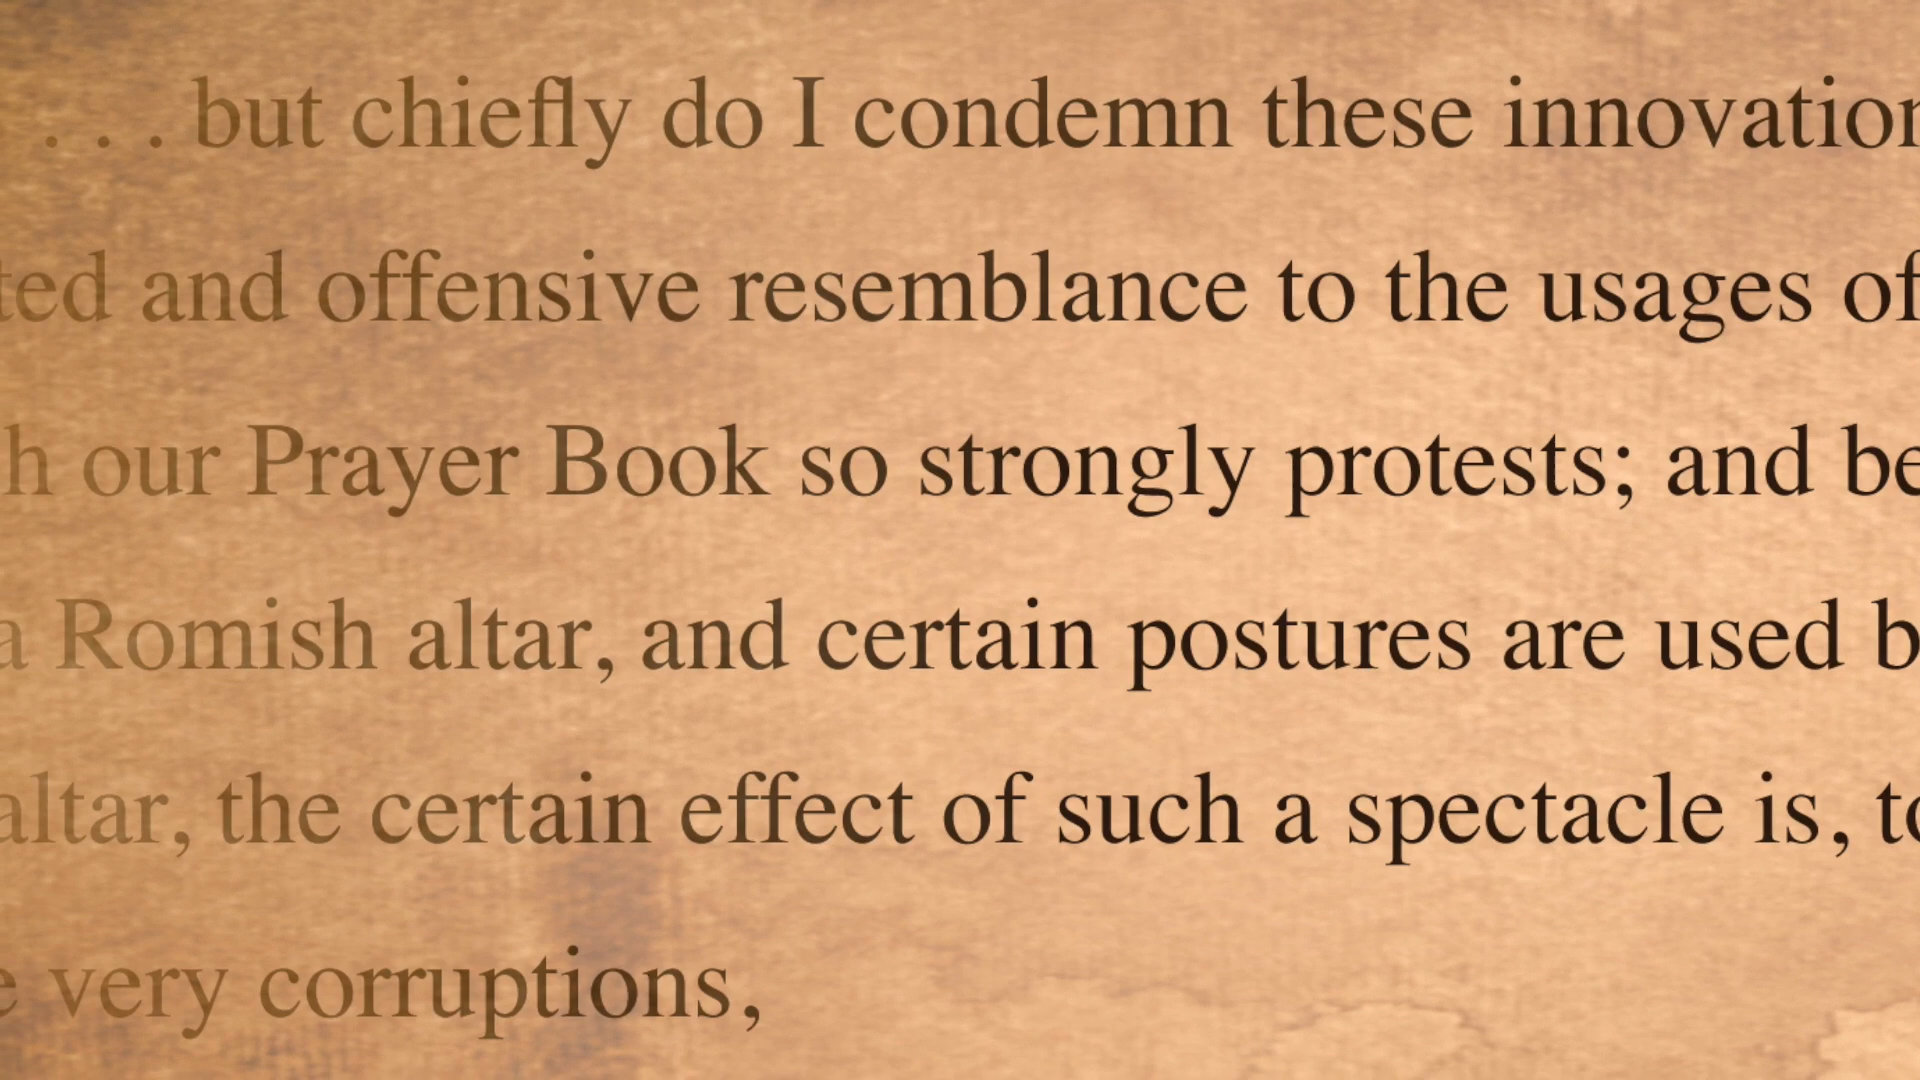 . . . but chiefly do I condemn these innovation
ted and offensive resemblance to the usages of
h our Prayer Book so strongly protests; and be
a Romish altar, and certain postures are used b
altar, the certain effect of such a spectacle is, to
e very corruptions,